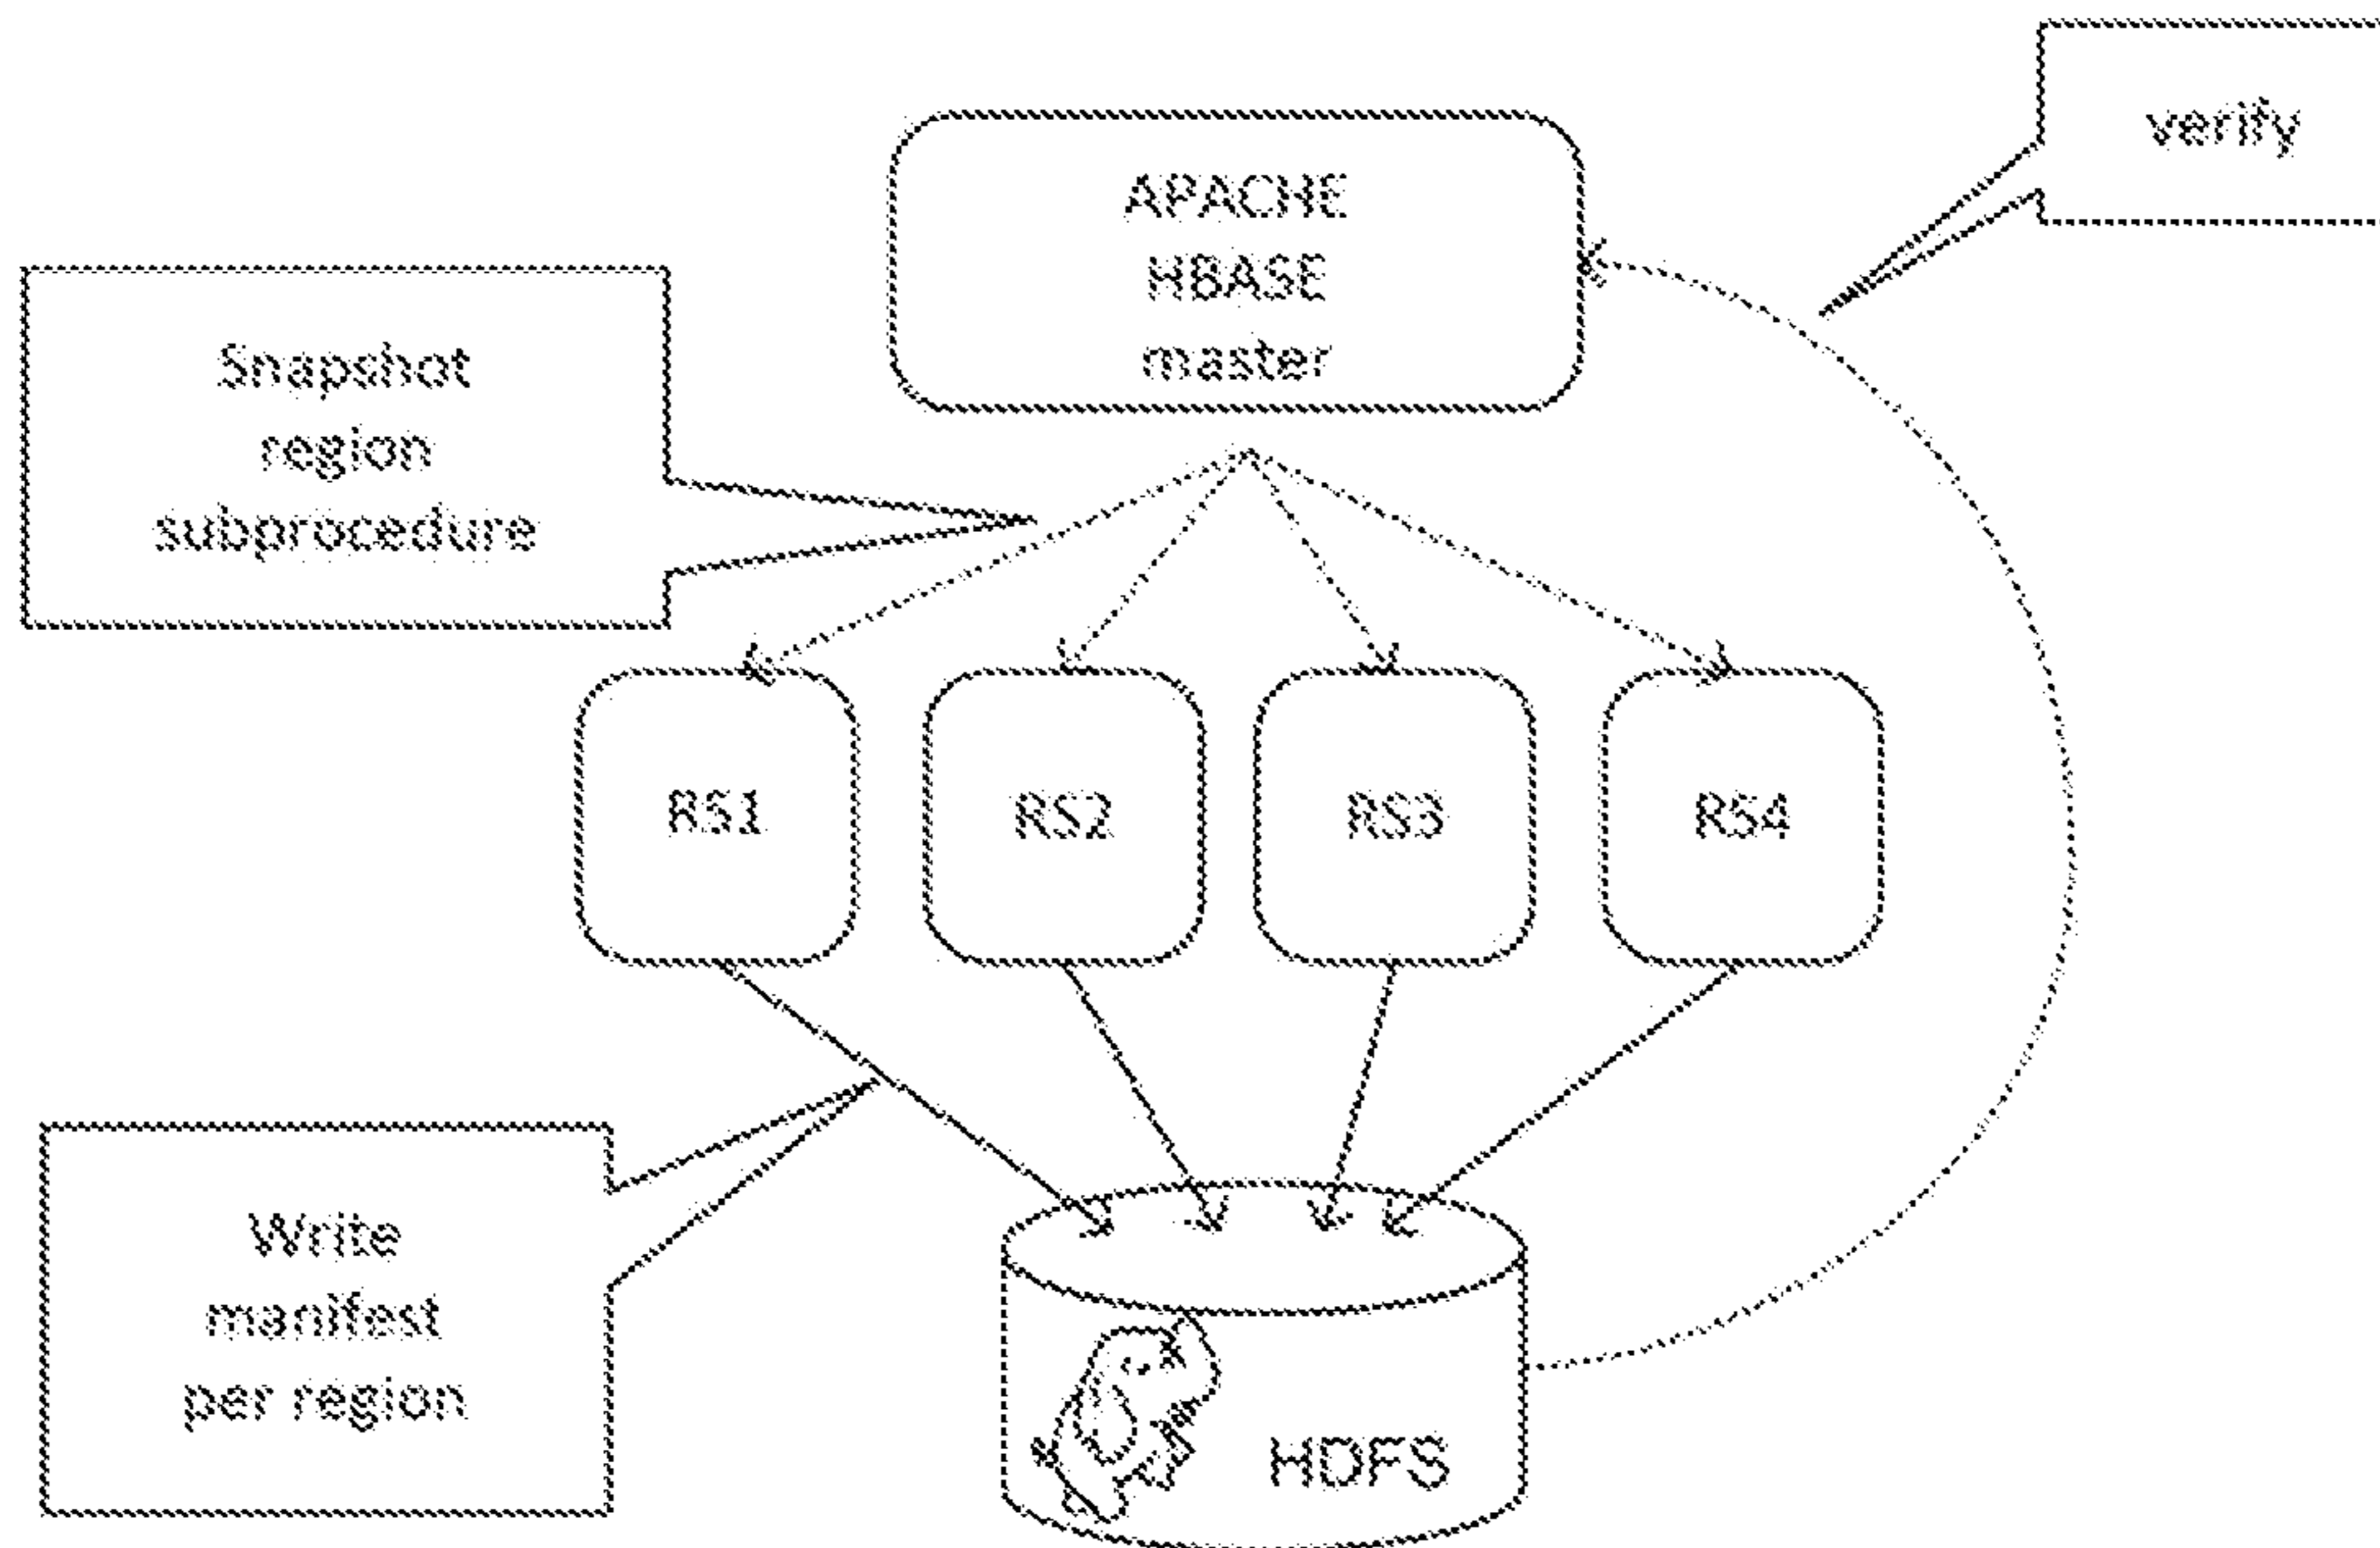 verify
APACHE
HBASE
master
Snapshot
region
subprocedure
RS1
RS2
RS3
RS4
Write
manifest
per region
HDFS